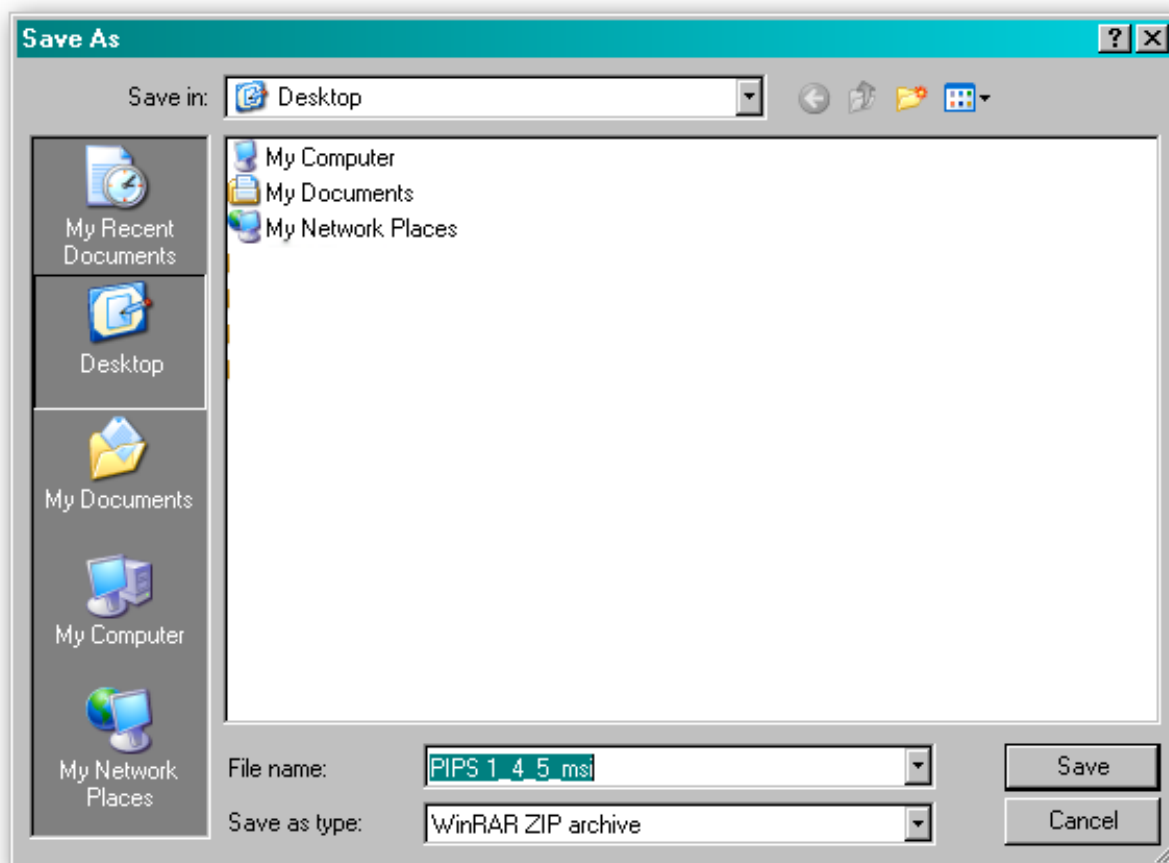 Save As
Save in:
Desktop
My Recent
Documents
Desktop
My Documents
My Computer
My Network
Places
My Computer
My Documents
My Network Places
File name:
PIPS 1_4_5_msi
Save
Save as type:
WinRAR ZIP archive
Cancel